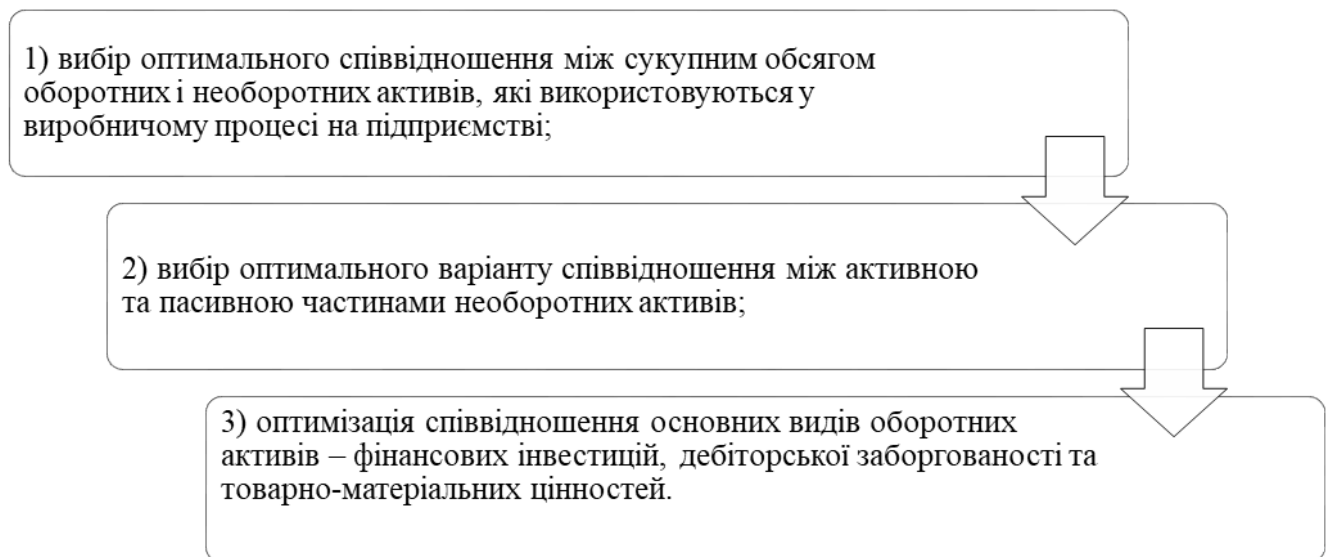 1) вибір оптимального співвідношення між сукупним обсягом
оборотних і необоротних активів, які використовуються у
виробничому процесі на підприємстві;
2) вибір оптимального варіанту співвідношення між активною
та пасивною частинами необоротних активів;
3) оптимізація співвідношення основних видів оборотних
активів – фінансових інвестицій, дебіторської заборгованості та
товарно-матеріальних цінностей.